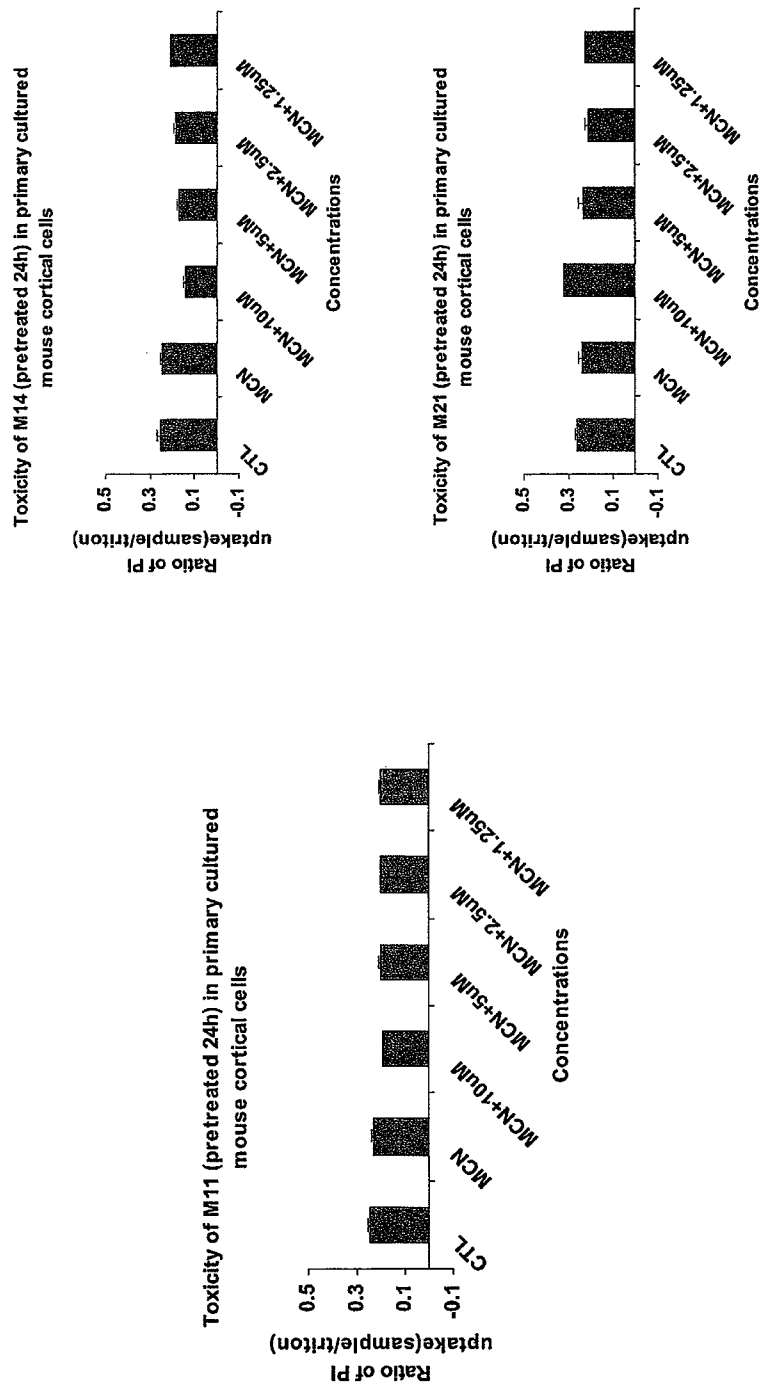 Toxicity of M11 (pretreated 24h) in primary cultured
mouse cortical cells
Ratio of PI
uptake(sample/triton)
0.5
0.3
0.1
-0.1
CTL
MCN
MCN+10uM
MCN+5uM
MCN+2.5uM
MCN+1.25uM
Concentrations
Toxicity of M14 (pretreated 24h) in primary cultured
mouse cortical cells
Ratio of PI
uptake(sample/triton)
0.5
0.3
0.1
-0.1
CTL
MCN
MCN+10uM
MCN+5uM
MCN+2.5uM
MCN+1.25uM
Concentrations
Toxicity of M21 (pretreated 24h) in primary cultured
mouse cortical cells
Ratio of PI
uptake(sample/triton)
0.5
0.3
0.1
-0.1
CTL
MCN
MCN+10uM
MCN+5uM
MCN+2.5uM
MCN+1.25uM
Concentrations